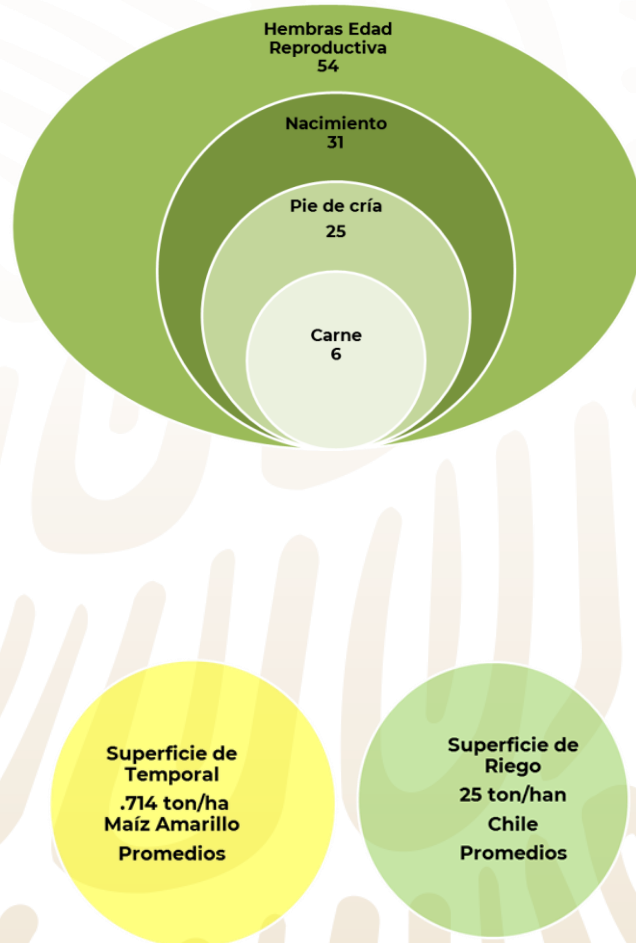 Hembras Edad
Reproductiva
54
Nacimiento
31
Pie de cría
25
Carne
6
Superficie de
Temporal
.714 ton/ha
Maíz Amarillo
Promedios
Superficie de
Riego
25 ton/han
Chile
Promedios